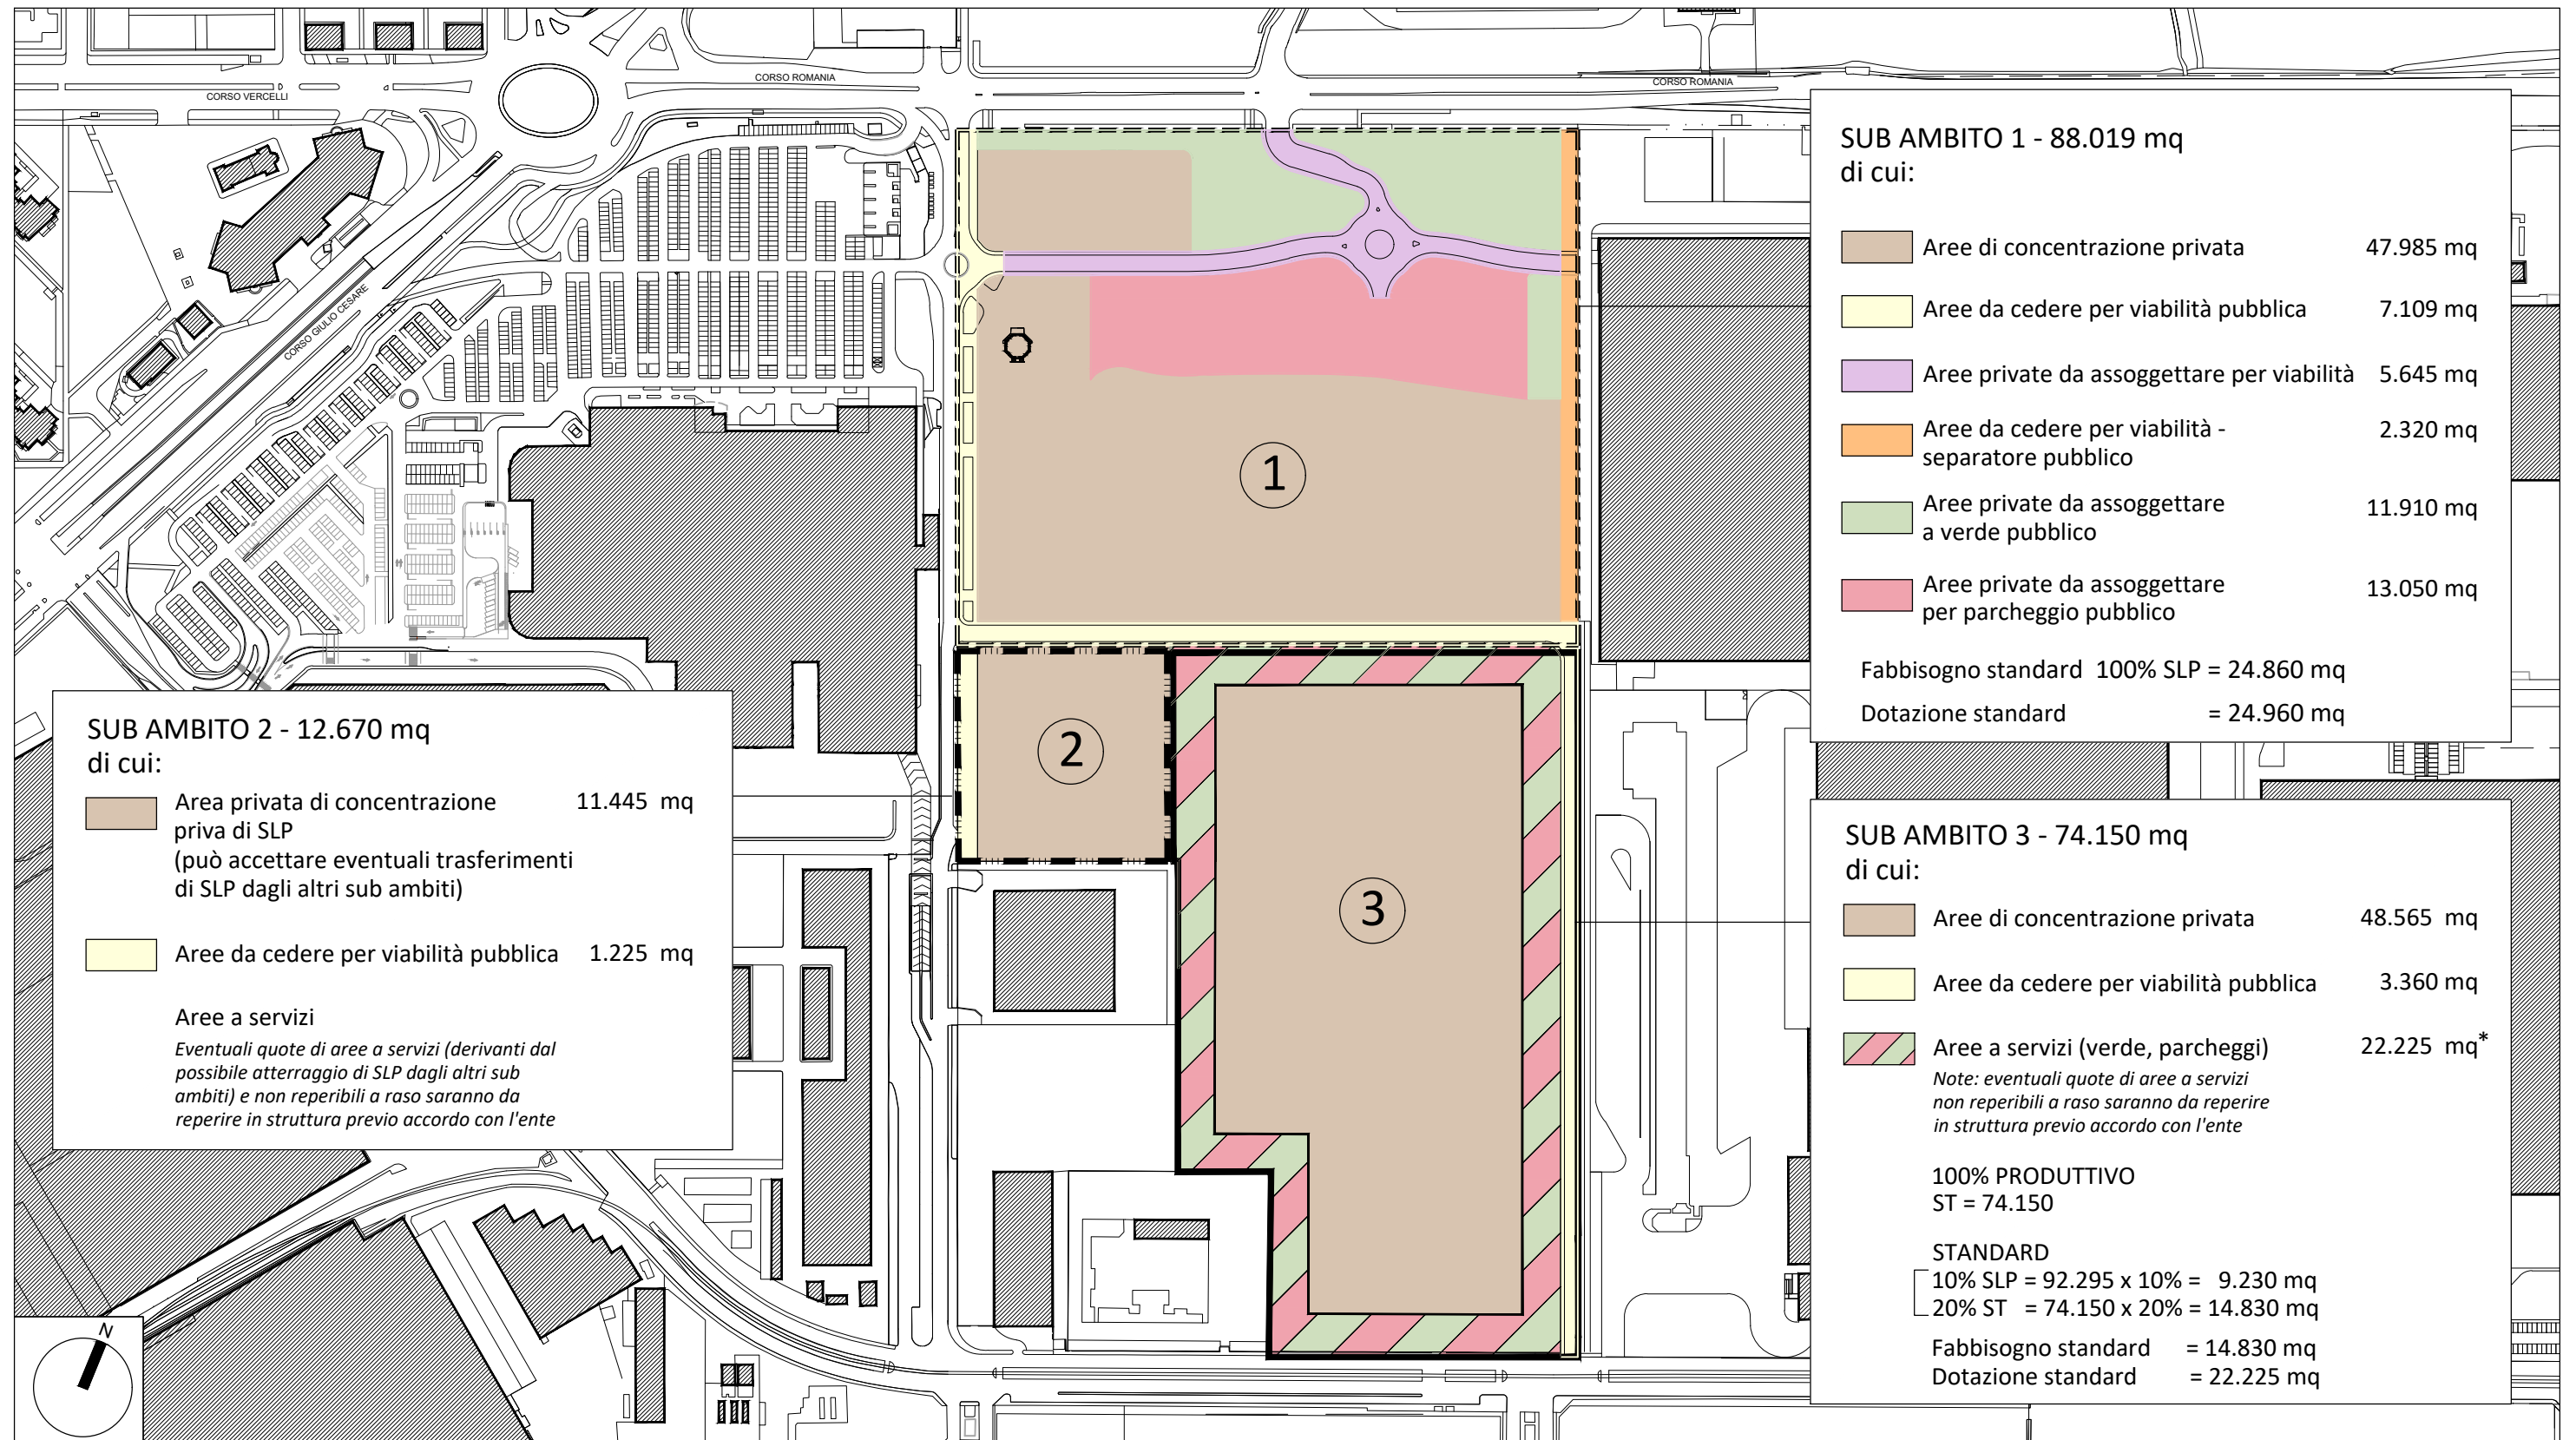 CORSO ROMANIA
CORSO ROMANIA
CORSO VERCELLI
CORSO GIULIO CESARE
SUB AMBITO 1 - 88.019 mq
di cui:
Aree di concentrazione privata 47.985 mq
Aree da cedere per viabilità pubblica 7.109 mq
Aree private da assoggettare per viabilità 5.645 mq
Aree da cedere per viabilità - 2.320 mq
separatore pubblico
Aree private da assoggettare 11.910 mq
a verde pubblico
Aree private da assoggettare 13.050 mq
per parcheggio pubblico
Fabbisogno standard 100% SLP = 24.860 mq
Dotazione standard = 24.960 mq
1
2
3
SUB AMBITO 2 - 12.670 mq
di cui:
Area privata di concentrazione 11.445 mq
priva di SLP
(può accettare eventuali trasferimenti
di SLP dagli altri sub ambiti)
Aree da cedere per viabilità pubblica 1.225 mq
Aree a servizi
Eventuali quote di aree a servizi (derivanti dal
possibile atterraggio di SLP dagli altri sub
ambiti) e non reperibili a raso saranno da
reperire in struttura previo accordo con l'ente
SUB AMBITO 3 - 74.150 mq
di cui:
Aree di concentrazione privata 48.565 mq
Aree da cedere per viabilità pubblica 3.360 mq
Aree a servizi (verde, parcheggi) 22.225 mq*
Note: eventuali quote di aree a servizi
non reperibili a raso saranno da reperire
in struttura previo accordo con l'ente
100% PRODUTTIVO
ST = 74.150
STANDARD
10% SLP = 92.295 x 10% = 9.230 mq
20% ST = 74.150 x 20% = 14.830 mq
Fabbisogno standard = 14.830 mq
Dotazione standard = 22.225 mq
N